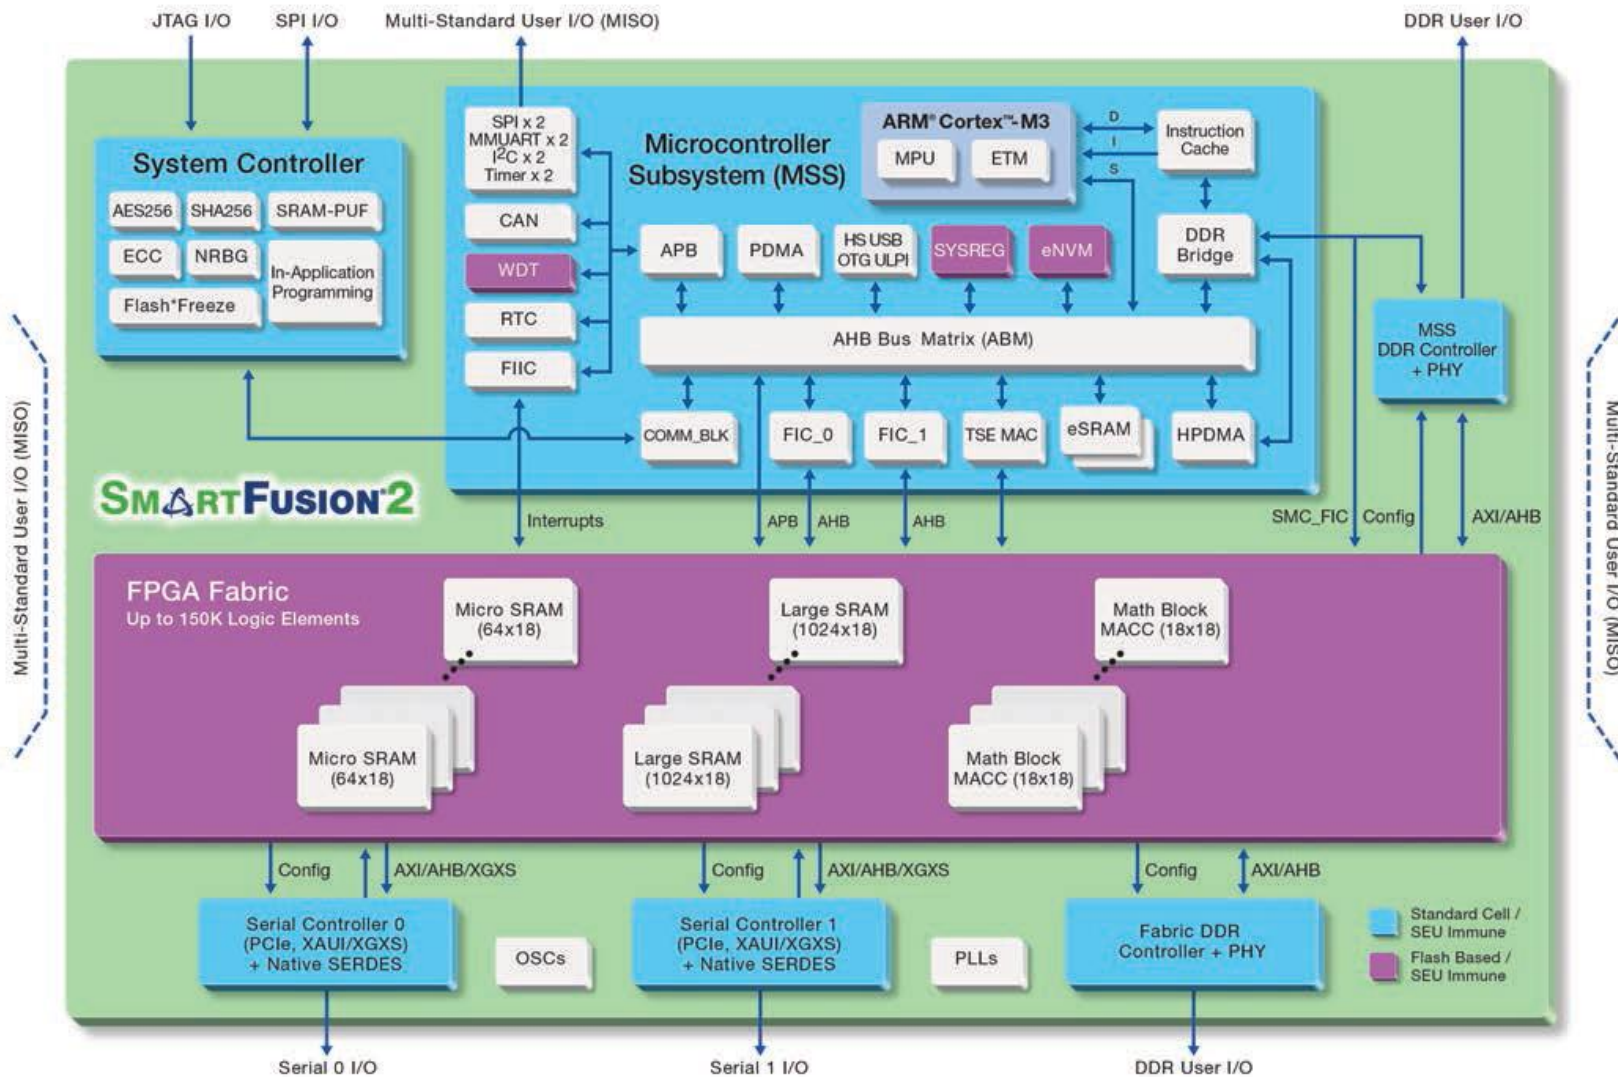 JTAG I/O
SPI I/O
Multi-Standard User I/O (MISO)
DDR User I/O
System Controller
AES256
SHA256
SRAM-PUF
ECC
NRBG
In-Application
Programming
Flash*Freeze
SPI x 2
MMUART x 2
I²C x 2
Timer x 2
CAN
WDT
RTC
FIIC
Microcontroller
Subsystem (MSS)
ARM® Cortex™-M3
MPU
ETM
D
I
S
Instruction
Cache
APB
PDMA
HS USB
OTG ULPI
SYSREG
eNVM
DDR
Bridge
AHB Bus Matrix (ABM)
COMM_BLK
FIC_0
FIC_1
TSE MAC
eSRAM
HPDMA
MSS
DDR Controller
+ PHY
Multi-Standard User I/O (MISO)
Multi-Standard User I/O (MISO)
SMARTFUSION®2
Interrupts
APB
AHB
AHB
SMC_FIC
Config
AXI/AHB
FPGA Fabric
Up to 150K Logic Elements
Micro SRAM
(64x18)
Large SRAM
(1024x18)
Math Block
MACC (18x18)
Micro SRAM
(64x18)
Large SRAM
(1024x18)
Math Block
MACC (18x18)
Config
AXI/AHB/XGXS
Config
AXI/AHB/XGXS
Config
AXI/AHB
Serial Controller 0
(PCIe, XAUI/XGXS)
+ Native SERDES
OSCs
Serial Controller 1
(PCIe, XAUI/XGXS)
+ Native SERDES
PLLs
Fabric DDR
Controller + PHY
Standard Cell /
SEU Immune
Flash Based /
SEU Immune
Serial 0 I/O
Serial 1 I/O
DDR User I/O